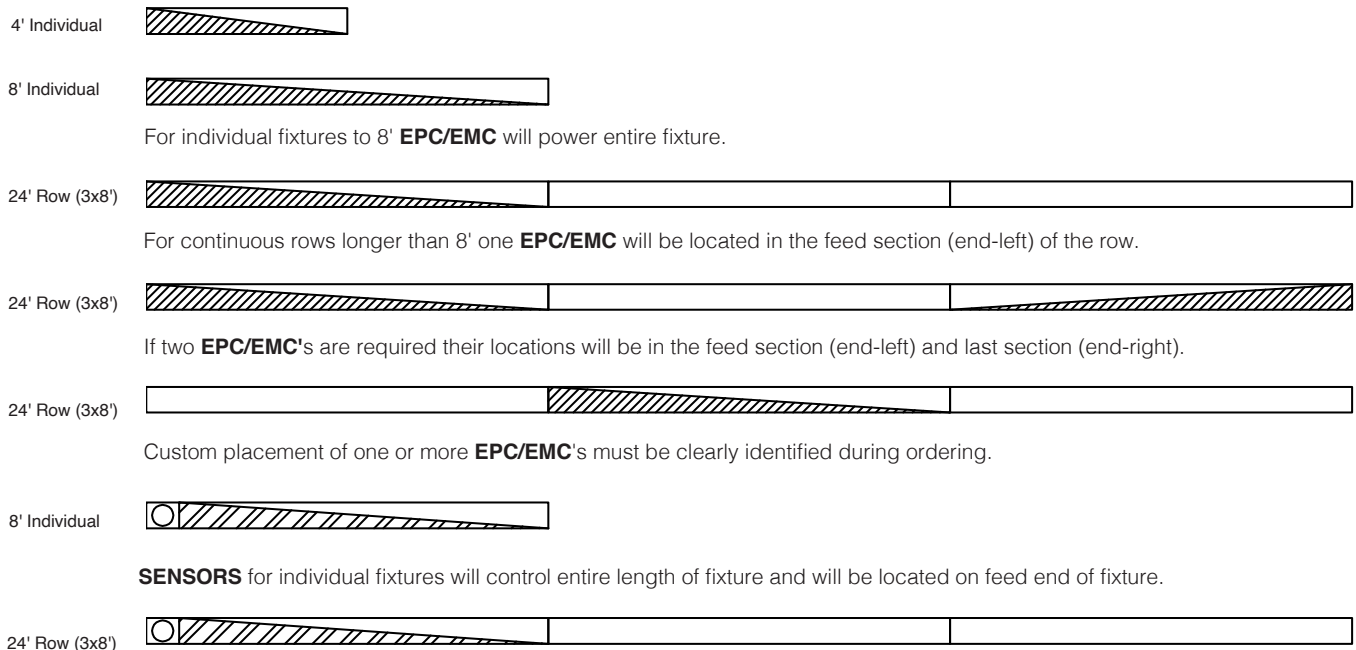 4' Individual
8' Individual
For individual fixtures to 8' EPC/EMC will power entire fixture.
24' Row (3x8')
For continuous rows longer than 8' one EPC/EMC will be located in the feed section (end-left) of the row.
24' Row (3x8')
If two EPC/EMC's are required their locations will be in the feed section (end-left) and last section (end-right).
24' Row (3x8')
Custom placement of one or more EPC/EMC's must be clearly identified during ordering.
8' Individual
SENSORS for individual fixtures will control entire length of fixture and will be located on feed end of fixture.
24' Row (3x8')